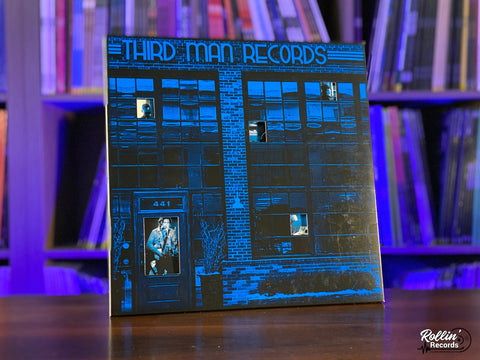 THIRD MAN RECORDS
441
Rollin'
Records